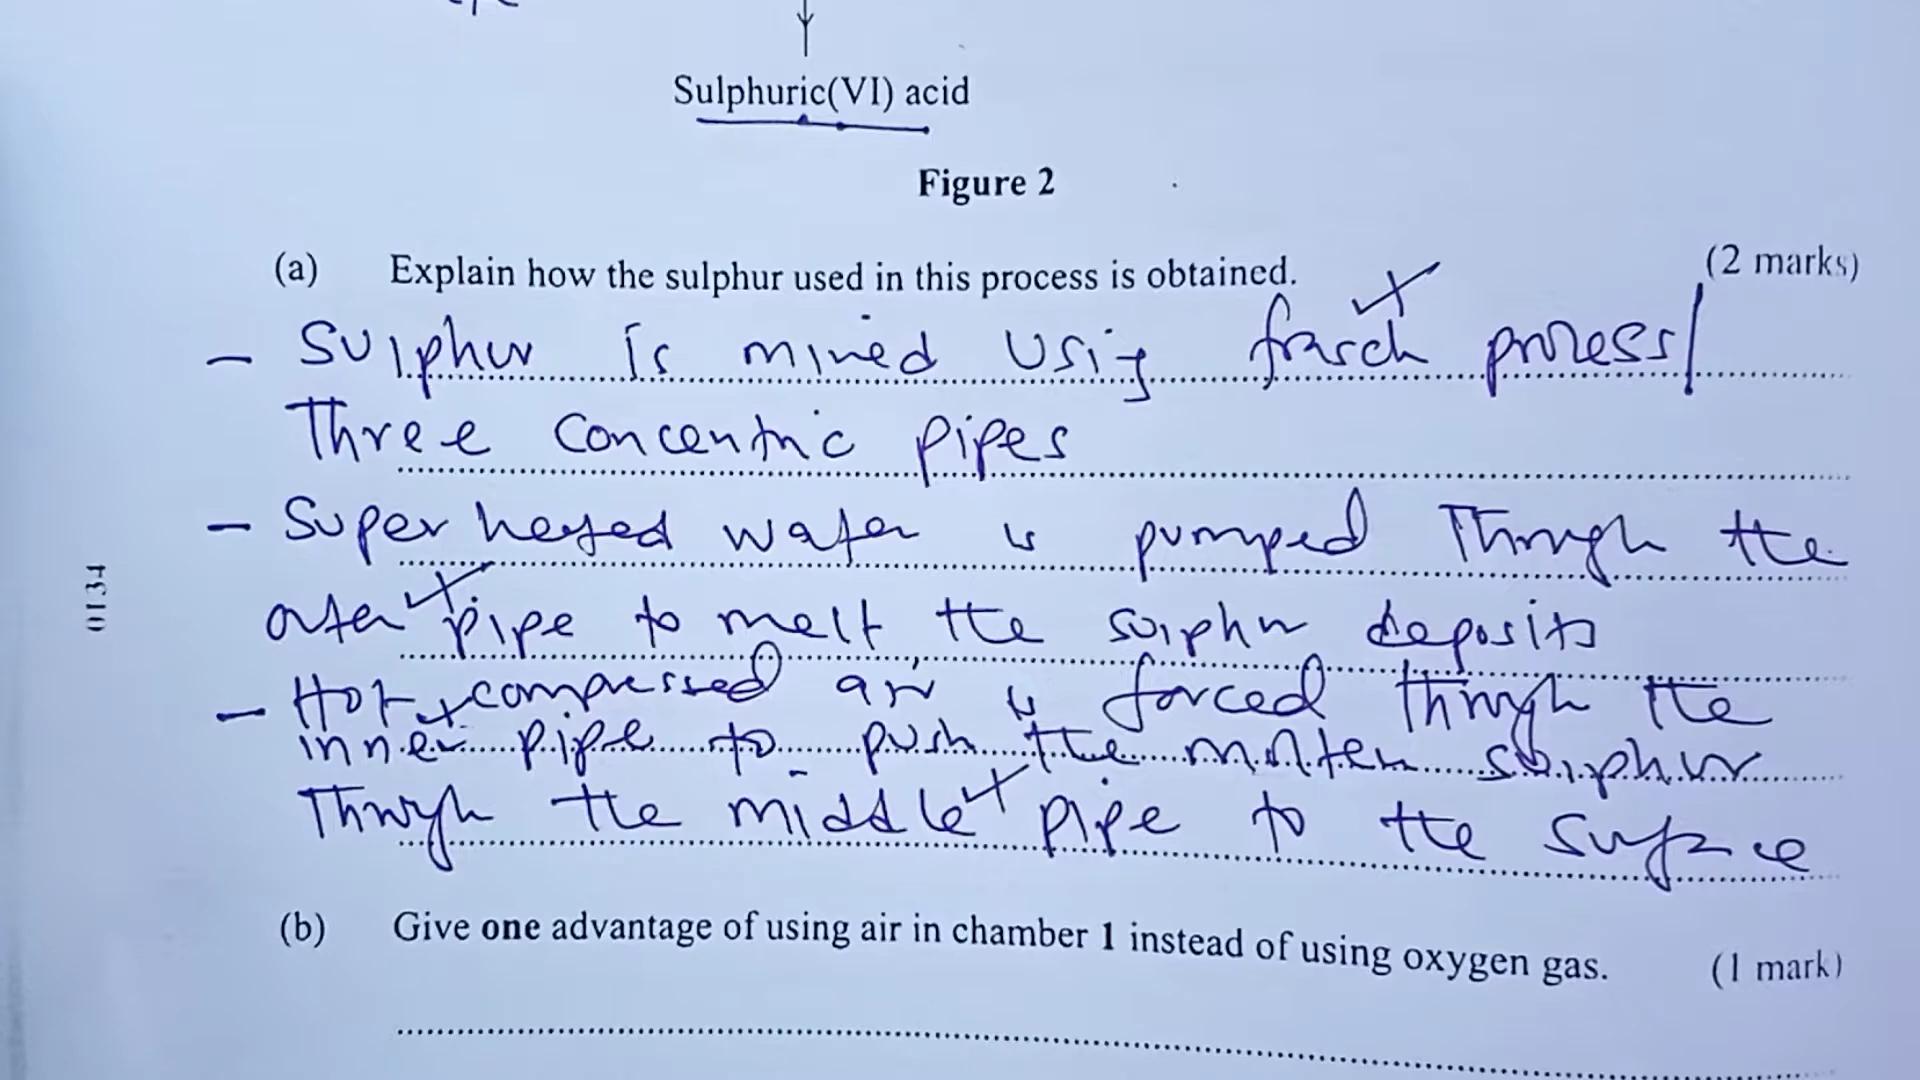 Sulphuric(VI) acid
Figure 2
(a) Explain how the sulphur used in this process is obtained. (2 marks)
- Sulphur is mined using frasch process/
Three concentric pipes
- Super heated water is pumped Through the
outer pipe to melt the sulphur deposits
- Hot compressed air is forced through the
inner pipe to push the molten sulphur
Through the middle pipe to the surface
(b) Give one advantage of using air in chamber 1 instead of using oxygen gas. (1 mark)
0134